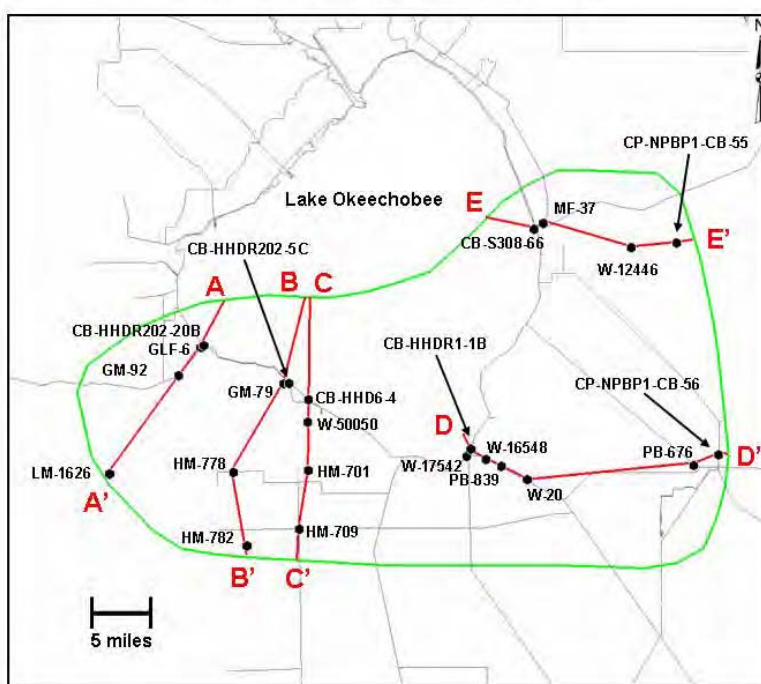 N
CP-NPBP1-CB-55
Lake Okeechobee
E
MF-37
CB-HHDR202-5C
CB-S308-66
E'
W-12446
A
B
C
CB-HHDR202-20B
GLF-6
CB-HHDR1-1B
GM-92
CP-NPBP1-CB-56
GM-79
CB-HHD6-4
W-50050
D
W-16548
PB-676
D'
W-17542
LM-1626
HM-778
HM-701
PB-839
W-20
A'
HM-709
HM-782
B'
C'
5 miles